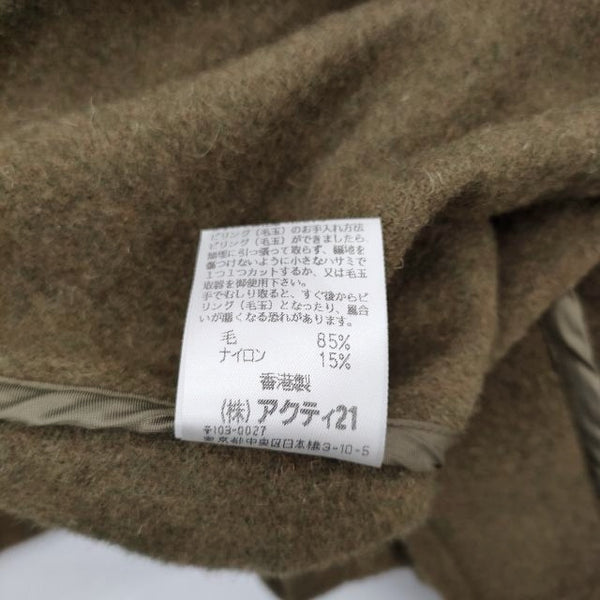 ピリング（毛玉）のお手入れ方法
ピリング（毛玉）ができましたら、
無理に引っ張って取らず、織地を
傷つけないように小さなハサミで
1つ1つカットするか、又は毛玉
取器を御使用下さい。
手でむしり取ると、すぐ後からピ
リング（毛玉）となったり、風合
いが悪くなる恐れがあります。
毛 85%
ナイロン 15%
香港製
(株)アクティ21
〒103-0027
東京都中央区日本橋3-10-5